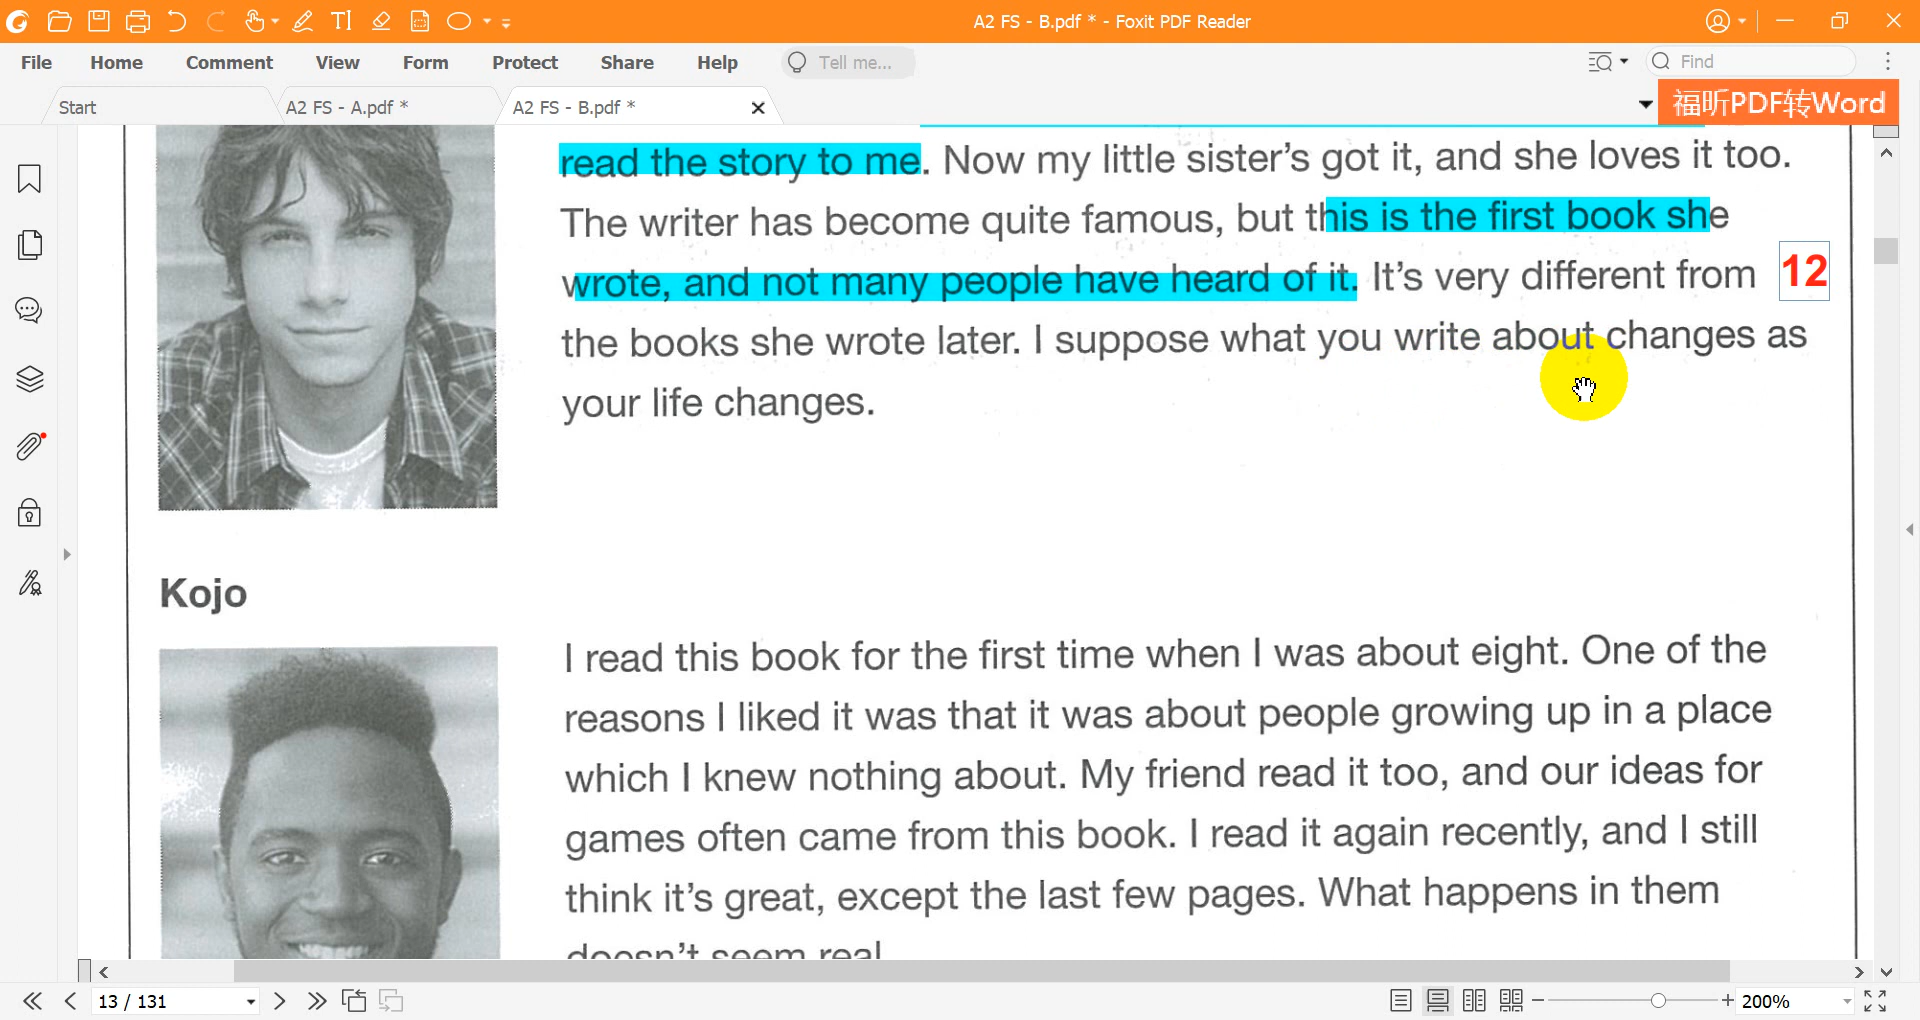 A2 FS - B.pdf * - Foxit PDF Reader
File Home Comment View Form Protect Share Help Tell me... Find
Start A2 FS - A.pdf * A2 FS - B.pdf * 福昕PDF转Word
read the story to me. Now my little sister's got it, and she loves it too.
The writer has become quite famous, but this is the first book she
wrote, and not many people have heard of it. It's very different from 12
the books she wrote later. I suppose what you write about changes as
your life changes.
Kojo
I read this book for the first time when I was about eight. One of the
reasons I liked it was that it was about people growing up in a place
which I knew nothing about. My friend read it too, and our ideas for
games often came from this book. I read it again recently, and I still
think it's great, except the last few pages. What happens in them
doesn't seem real
13 / 131 200%